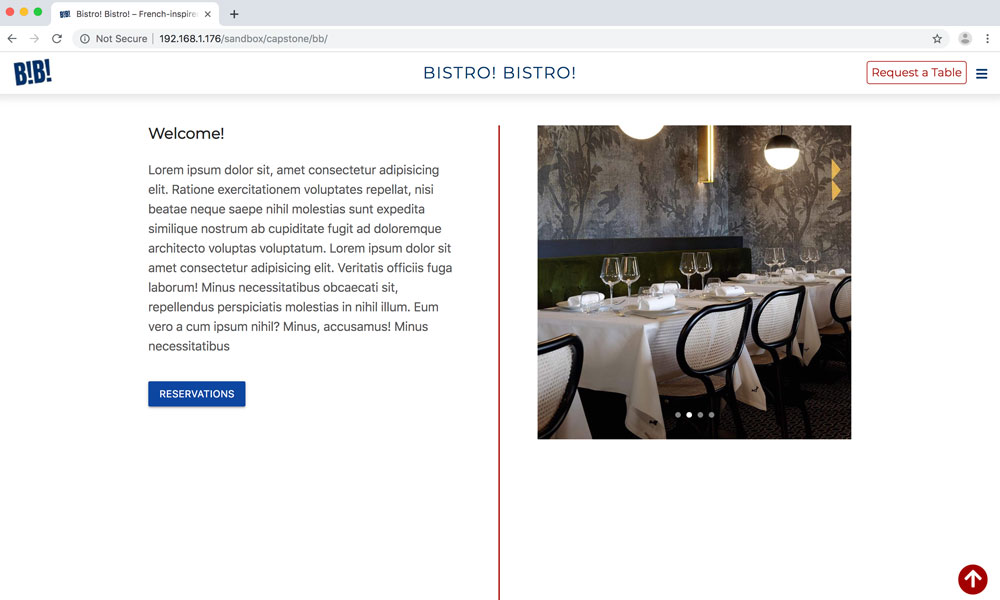 B!B! Bistro! Bistro! – French-inspire
Not Secure | 192.168.1.176/sandbox/capstone/bb/
B!B!
BISTRO! BISTRO!
Request a Table
Welcome!
Lorem ipsum dolor sit, amet consectetur adipisicing
elit. Ratione exercitationem voluptates repellat, nisi
beatae neque saepe nihil molestias sunt expedita
similique nostrum ab cupiditate fugit ad doloremque
architecto voluptas voluptatum. Lorem ipsum dolor sit
amet consectetur adipisicing elit. Veritatis officiis fuga
laborum! Minus necessitatibus obcaecati sit,
repellendus perspiciatis molestias in nihil illum. Eum
vero a cum ipsum nihil? Minus, accusamus! Minus
necessitatibus
RESERVATIONS